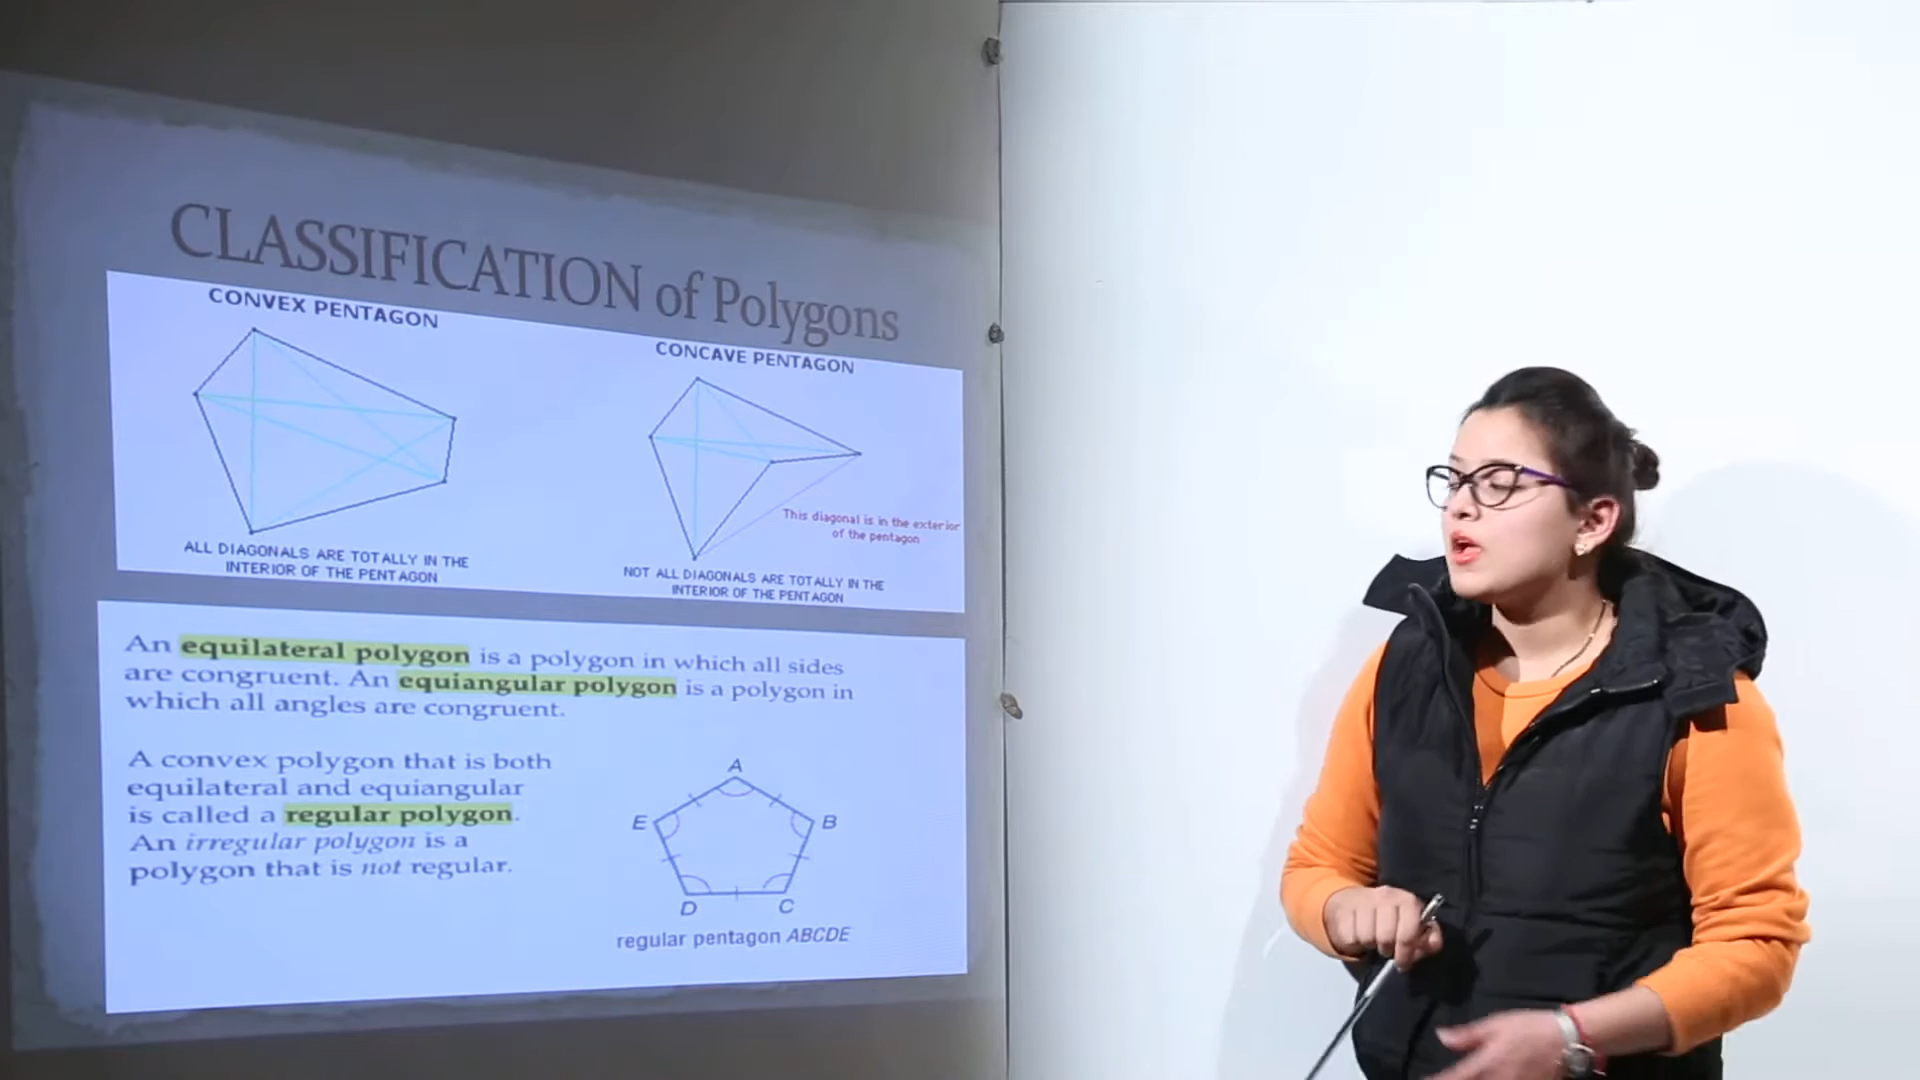 CLASSIFICATION of Polygons
CONVEX PENTAGON
ALL DIAGONALS ARE TOTALLY IN THE
INTERIOR OF THE PENTAGON
CONCAVE PENTAGON
This diagonal is in the exterior
of the pentagon
NOT ALL DIAGONALS ARE TOTALLY IN THE
INTERIOR OF THE PENTAGON
An equilateral polygon is a polygon in which all sides
are congruent. An equiangular polygon is a polygon in
which all angles are congruent.
A convex polygon that is both
equilateral and equiangular
is called a regular polygon.
An irregular polygon is a
polygon that is not regular.
A
E
B
D
C
regular pentagon ABCDE